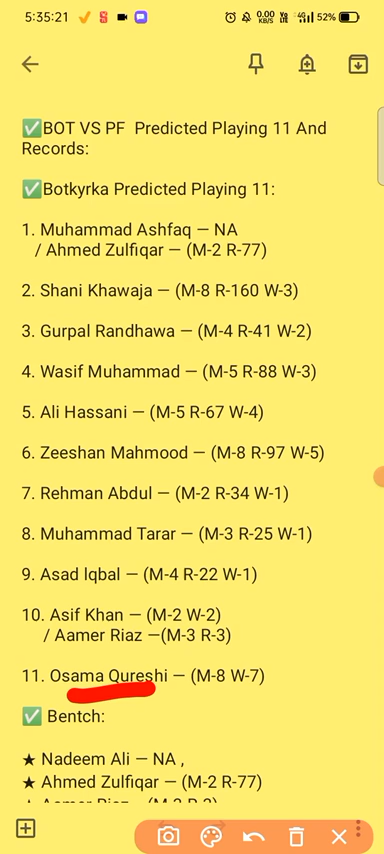 5:35:21 0.00 KB/S 4G 52%
✅BOT VS PF Predicted Playing 11 And
Records:
✅Botkyrka Predicted Playing 11:
1. Muhammad Ashfaq – NA
/ Ahmed Zulfiqar – (M-2 R-77)
2. Shani Khawaja – (M-8 R-160 W-3)
3. Gurpal Randhawa – (M-4 R-41 W-2)
4. Wasif Muhammad – (M-5 R-88 W-3)
5. Ali Hassani – (M-5 R-67 W-4)
6. Zeeshan Mahmood – (M-8 R-97 W-5)
7. Rehman Abdul – (M-2 R-34 W-1)
8. Muhammad Tarar – (M-3 R-25 W-1)
9. Asad Iqbal – (M-4 R-22 W-1)
10. Asif Khan – (M-2 W-2)
/ Aamer Riaz –(M-3 R-3)
11. Osama Qureshi – (M-8 W-7)
✅ Bentch:
★ Nadeem Ali – NA ,
★ Ahmed Zulfiqar – (M-2 R-77)